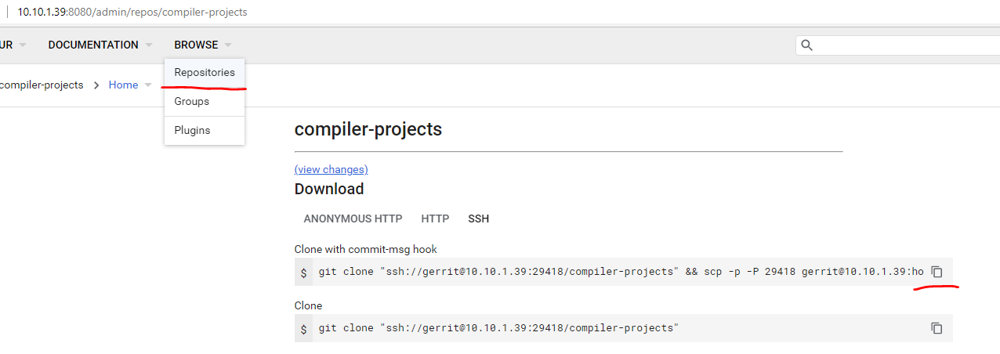 10.10.1.39:8080/admin/repos/compiler-projects
UR DOCUMENTATION BROWSE
compiler-projects Home
Repositories
Groups
Plugins
compiler-projects
(view changes)
Download
ANONYMOUS HTTP HTTP SSH
Clone with commit-msg hook
$ git clone "ssh://gerrit@10.10.1.39:29418/compiler-projects" && scp -p -P 29418 gerrit@10.10.1.39:ho
Clone
$ git clone "ssh://gerrit@10.10.1.39:29418/compiler-projects"